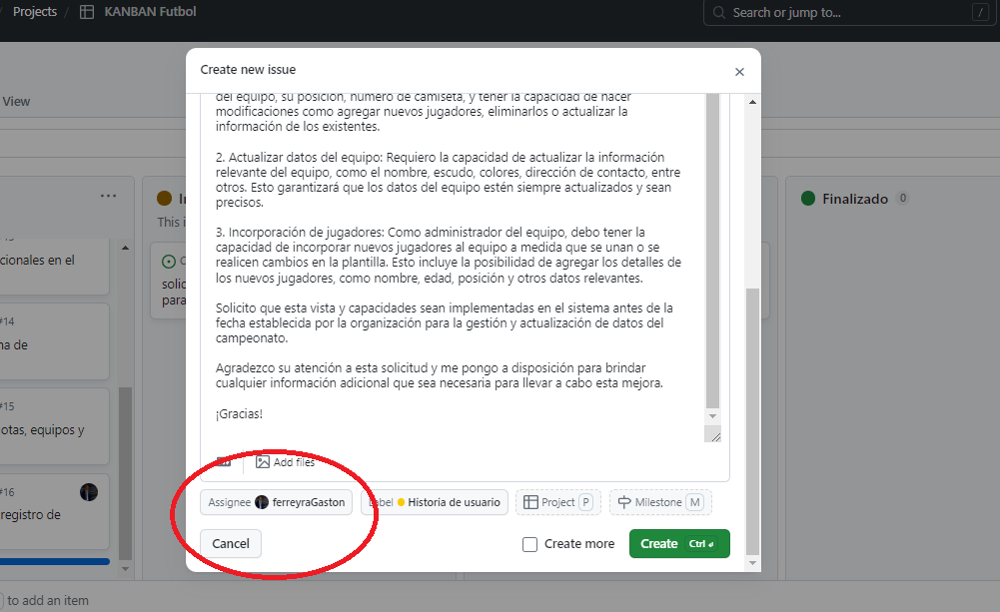 Projects / KANBAN Futbol
Search or jump to... /
View
Create new issue
del equipo, su posición, número de camiseta, y tener la capacidad de hacer
modificaciones como agregar nuevos jugadores, eliminarlos o actualizar la
información de los existentes.
2. Actualizar datos del equipo: Requiero la capacidad de actualizar la información
relevante del equipo, como el nombre, escudo, colores, dirección de contacto, entre
otros. Esto garantizará que los datos del equipo estén siempre actualizados y sean
precisos.
3. Incorporación de jugadores: Como administrador del equipo, debo tener la
capacidad de incorporar nuevos jugadores al equipo a medida que se unan o se
realicen cambios en la plantilla. Esto incluye la posibilidad de agregar los detalles de
los nuevos jugadores, como nombre, edad, posición y otros datos relevantes.
Solicito que esta vista y capacidades sean implementadas en el sistema antes de la
fecha establecida por la organización para la gestión y actualización de datos del
campeonato.
Agradezco su atención a esta solicitud y me pongo a disposición para brindar
cualquier información adicional que sea necesaria para llevar a cabo esta mejora.
¡Gracias!
Add files
Assignee ferreyraGaston
Label Historia de usuario
Project P
Milestone M
Cancel
Create more
Create Ctrl
This i
solic
para
Finalizado 0
cionales en el
#14
na de
#15
otas, equipos y
#16
registro de
to add an item